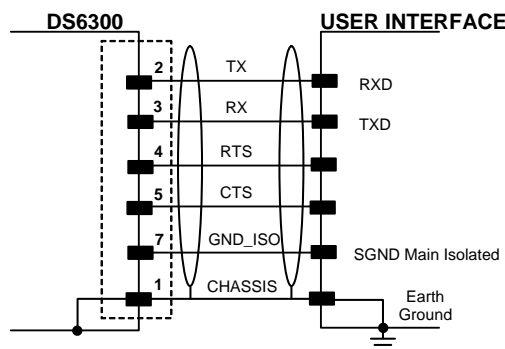 DS6300 USER INTERFACE
2 TX RXD
3 RX TXD
4 RTS
5 CTS
7 GND_ISO SGND Main Isolated
1 CHASSIS Earth
Ground